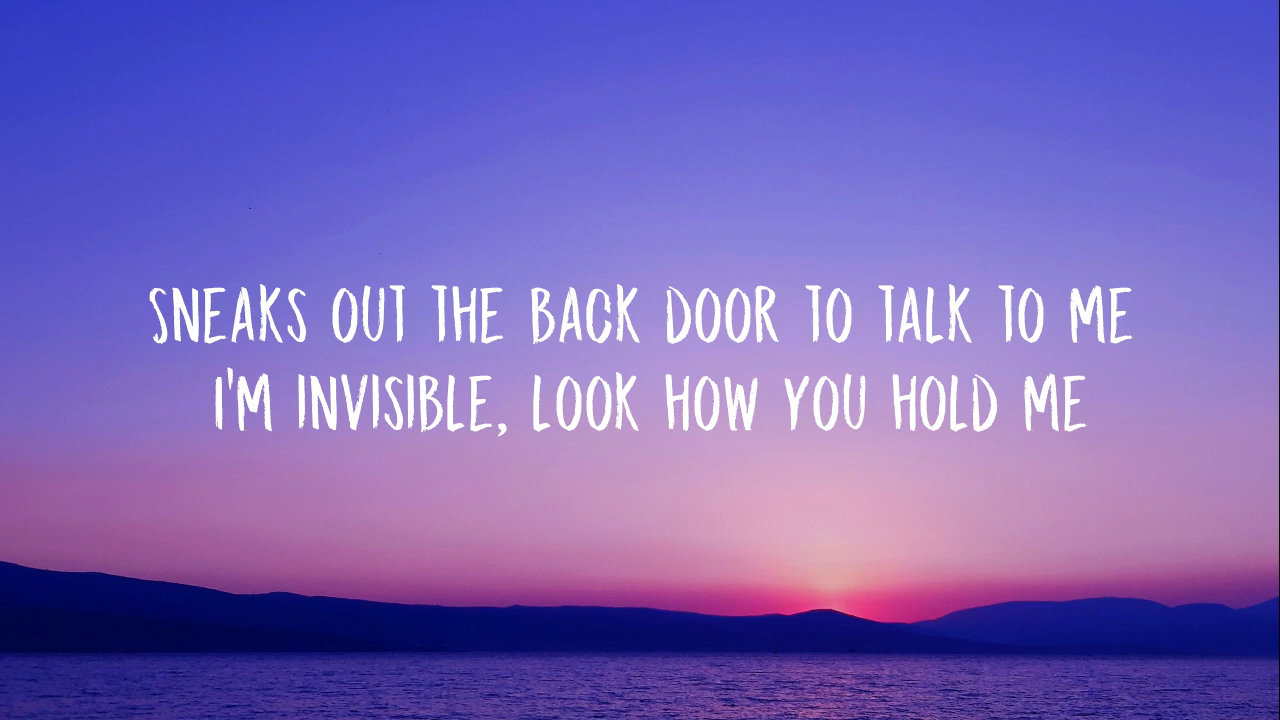 SNEAKS OUT THE BACK DOOR TO TALK TO ME
I'M INVISIBLE, LOOK HOW YOU HOLD ME